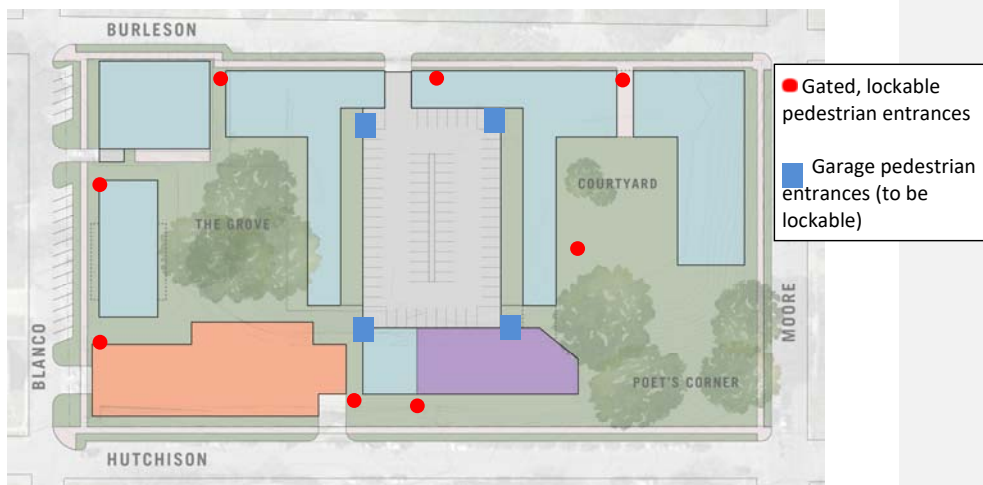 BURLESON
Gated, lockable
pedestrian entrances
Garage pedestrian
entrances (to be
lockable)
COURTYARD
THE GROVE
BLANCO
MOORE
POET'S CORNER
HUTCHISON